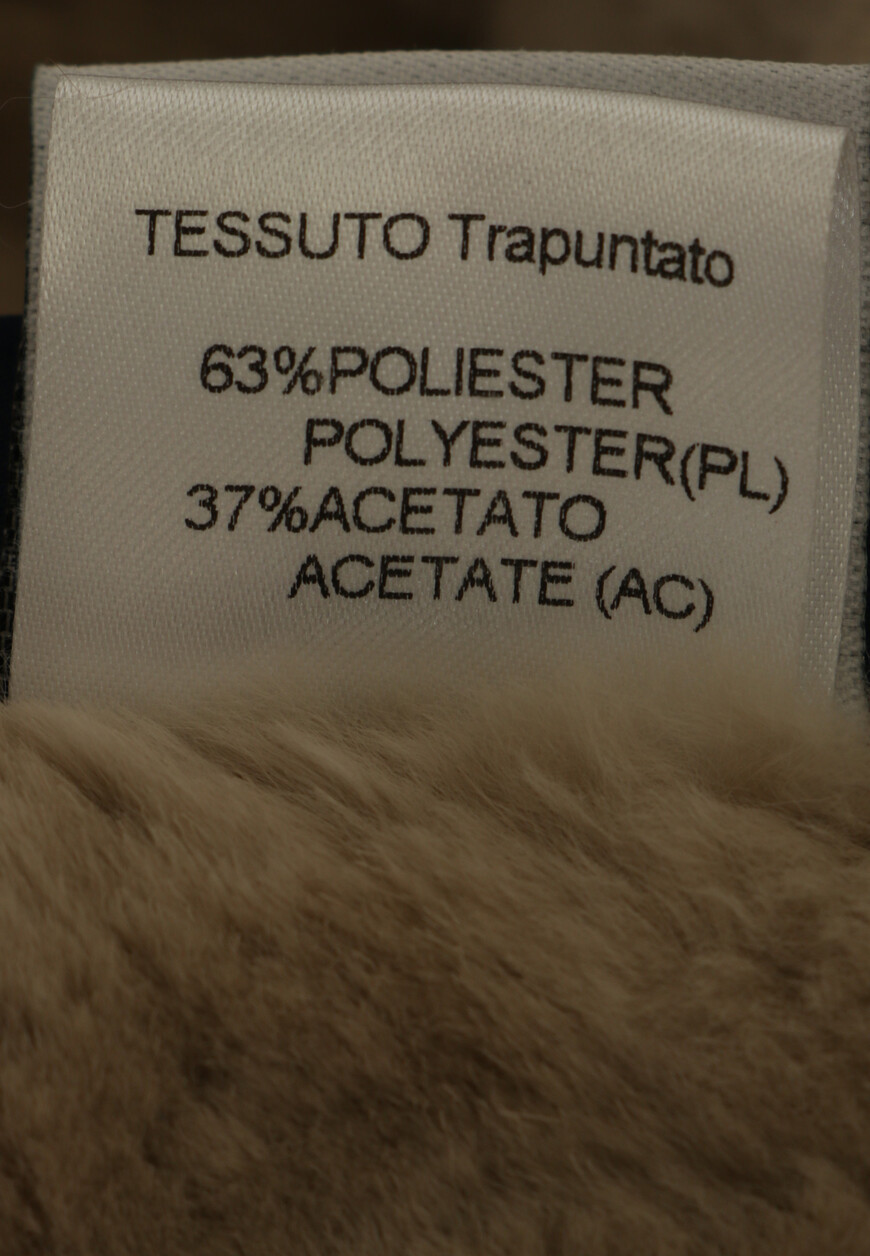 TESSUTO Trapuntato
63%POLIESTER
POLYESTER(PL)
37%ACETATO
ACETATE (AC)